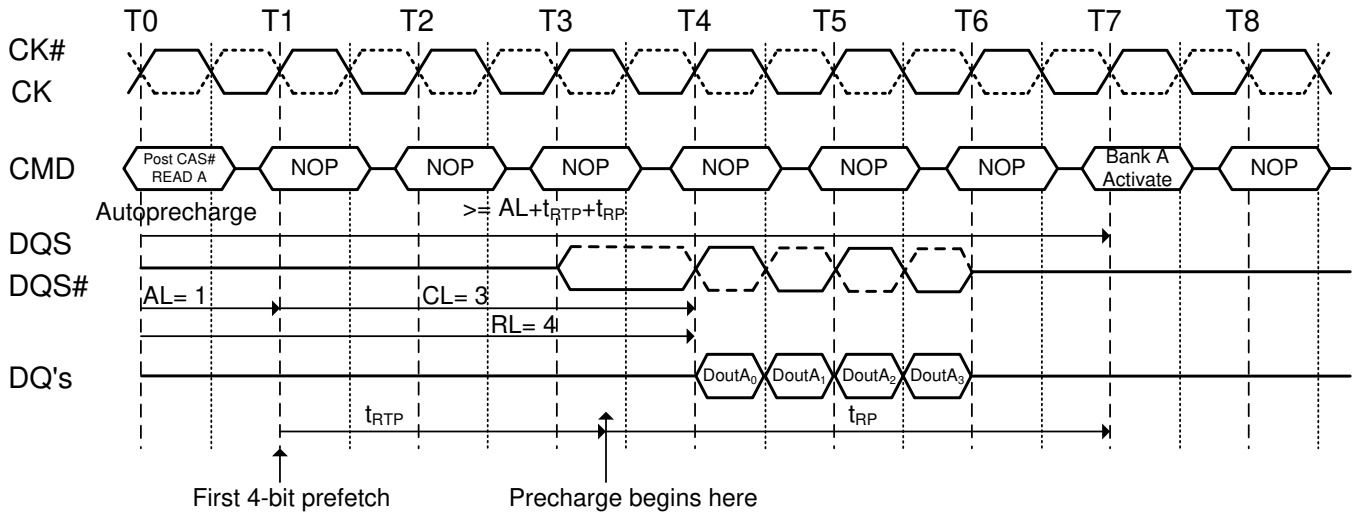 T0 T1 T2 T3 T4 T5 T6 T7 T8
CK#
CK
CMD
Post CAS#
READ A
NOP NOP NOP NOP NOP NOP
Bank A
Activate
NOP
Autoprecharge
>= AL+tRTP+tRP
DQS
DQS#
AL= 1
CL= 3
RL= 4
DQ's
DoutA0 DoutA1 DoutA2 DoutA3
tRTP
tRP
First 4-bit prefetch
Precharge begins here